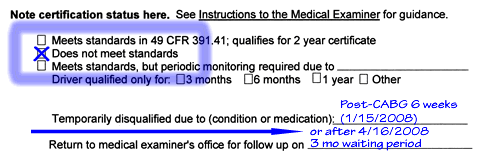 Note certification status here. See Instructions to the Medical Examiner for guidance.
Meets standards in 49 CFR 391.41; qualifies for 2 year certificate
Does not meet standards
Meets standards, but periodic monitoring required due to
Driver qualified only for: 3 months 6 months 1 year Other
Post-CABG 6 weeks
Temporarily disqualified due to (condition or medication): (1/15/2008)
or after 4/16/2008
Return to medical examiner's office for follow up on 3 mo waiting period